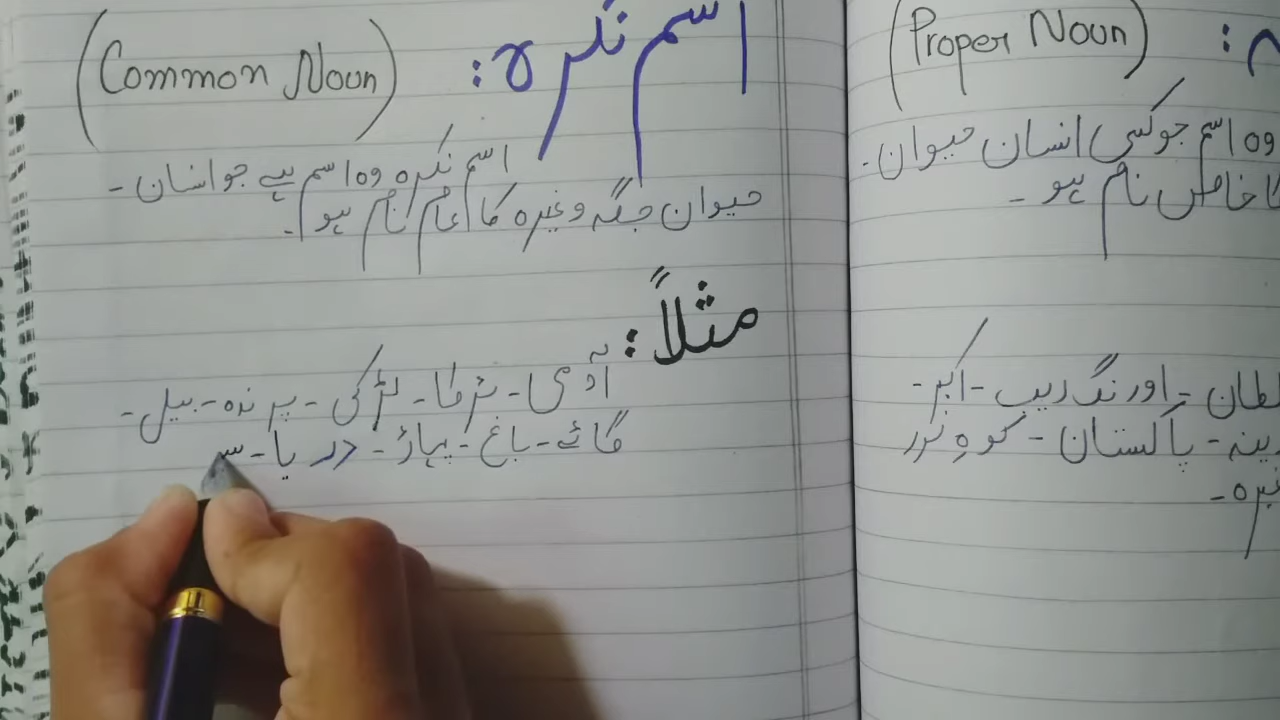 (Proper Noun) :
وہ اسم جو کسی انسان حیوان۔
کا خاص نام ہو۔
اورنگ زیب۔ اکبر۔
پاکستان۔ کوہِ نور
اسم نکرہ: (Common Noun)
اسم نکرہ وہ اسم ہے جو انسان۔
حیوان جگہ وغیرہ کا عام نام ہو۔
مثلاً:
آدمی۔ لڑکا۔ لڑکی۔ پرندہ۔ بیل۔
گائے۔ باغ۔ پہاڑ۔ دریا۔